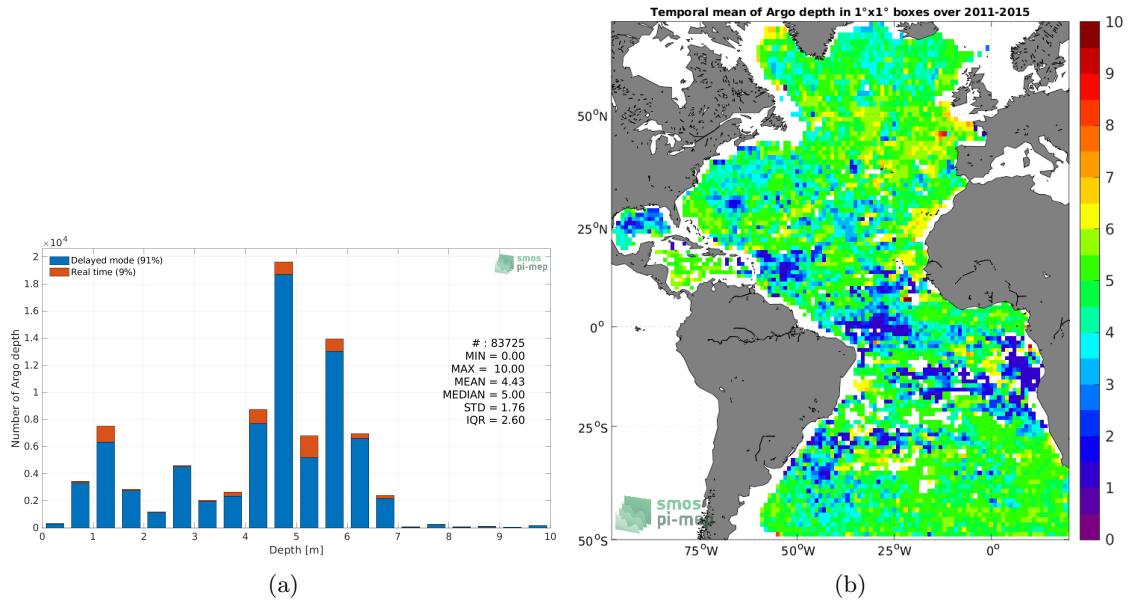 ×10⁴
2
1.8
1.6
1.4
1.2
1
0.8
0.6
0.4
0.2
0
Number of Argo depth
Delayed mode (91%)
Real time (9%)
smos
pi-mep
# : 83725
MIN = 0.00
MAX = 10.00
MEAN = 4.43
MEDIAN = 5.00
STD = 1.76
IQR = 2.60
0 1 2 3 4 5 6 7 8 9 10
Depth [m]
(a)
Temporal mean of Argo depth in 1°x1° boxes over 2011-2015
50°N
25°N
0°
25°S
50°S
75°W 50°W 25°W 0°
smos
pi-mep
10
9
8
7
6
5
4
3
2
1
0
(b)